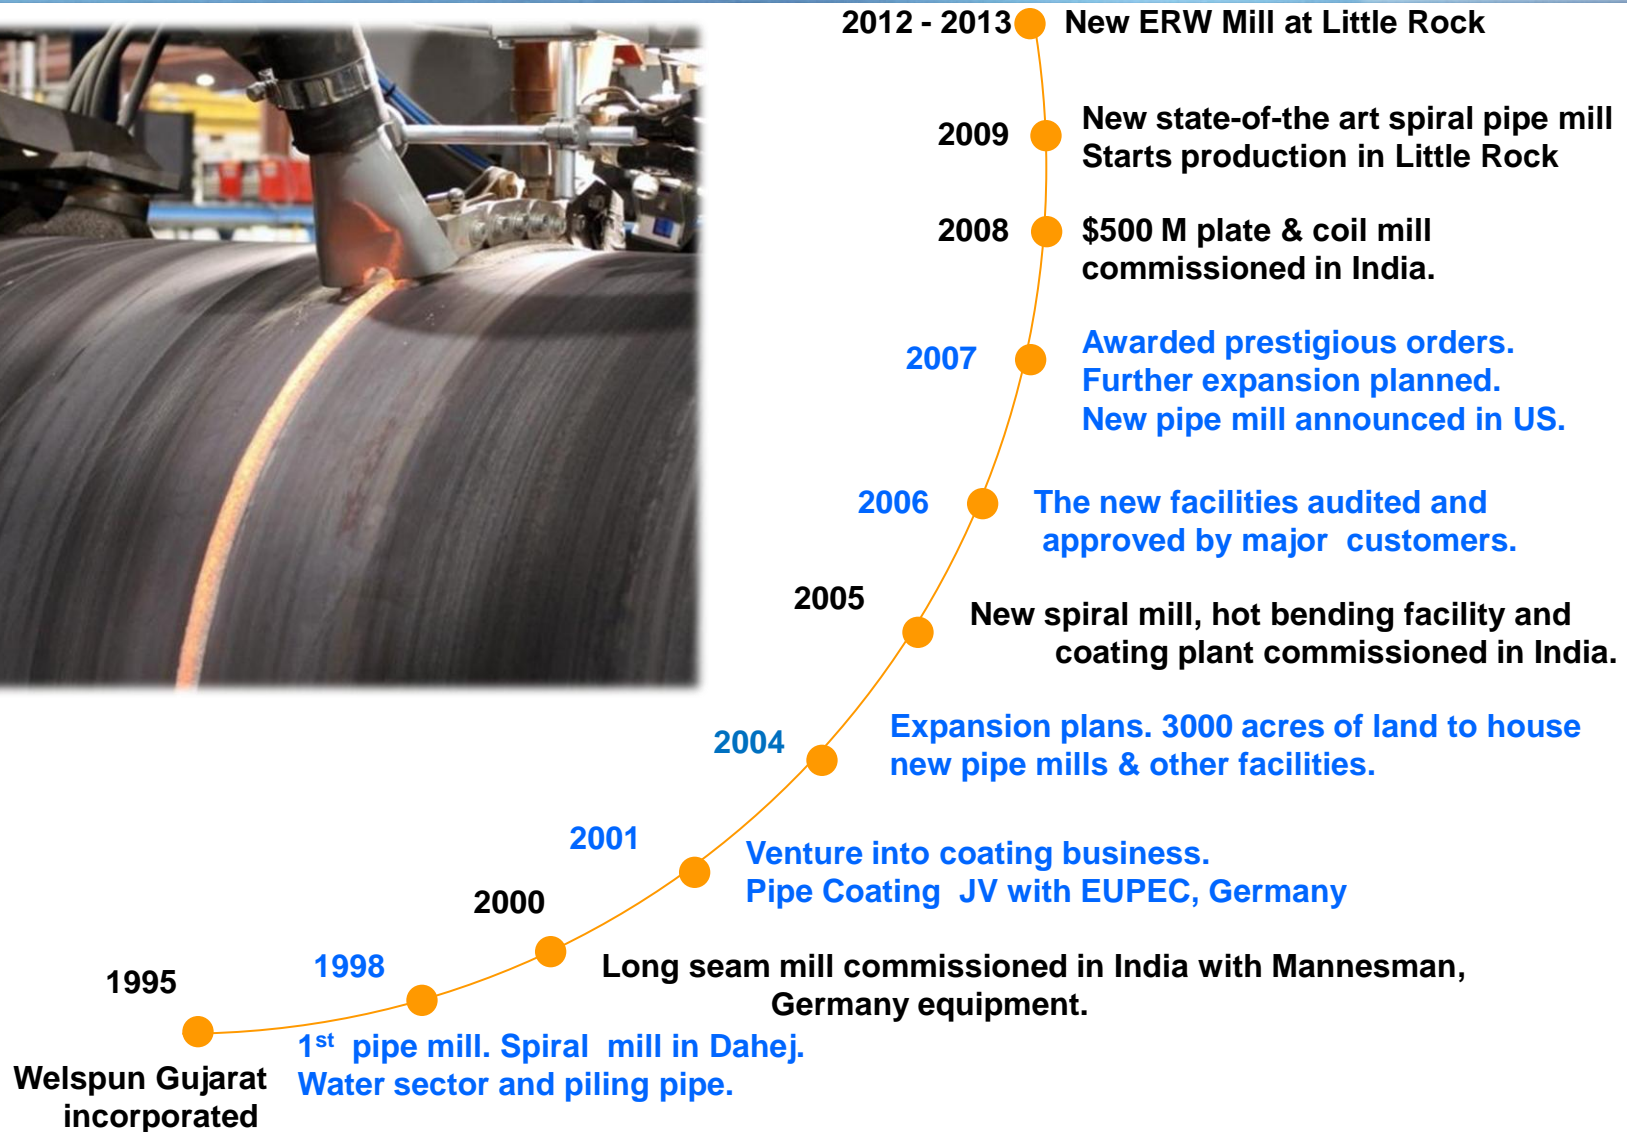 2012 - 2013
New ERW Mill at Little Rock
2009
New state-of-the art spiral pipe mill
Starts production in Little Rock
2008
$500 M plate & coil mill
commissioned in India.
2007
Awarded prestigious orders.
Further expansion planned.
New pipe mill announced in US.
2006
The new facilities audited and
approved by major customers.
2005
New spiral mill, hot bending facility and
coating plant commissioned in India.
2004
Expansion plans. 3000 acres of land to house
new pipe mills & other facilities.
2001
Venture into coating business.
Pipe Coating JV with EUPEC, Germany
2000
Long seam mill commissioned in India with Mannesman,
Germany equipment.
1998
1st pipe mill. Spiral mill in Dahej.
Water sector and piling pipe.
1995
Welspun Gujarat
incorporated